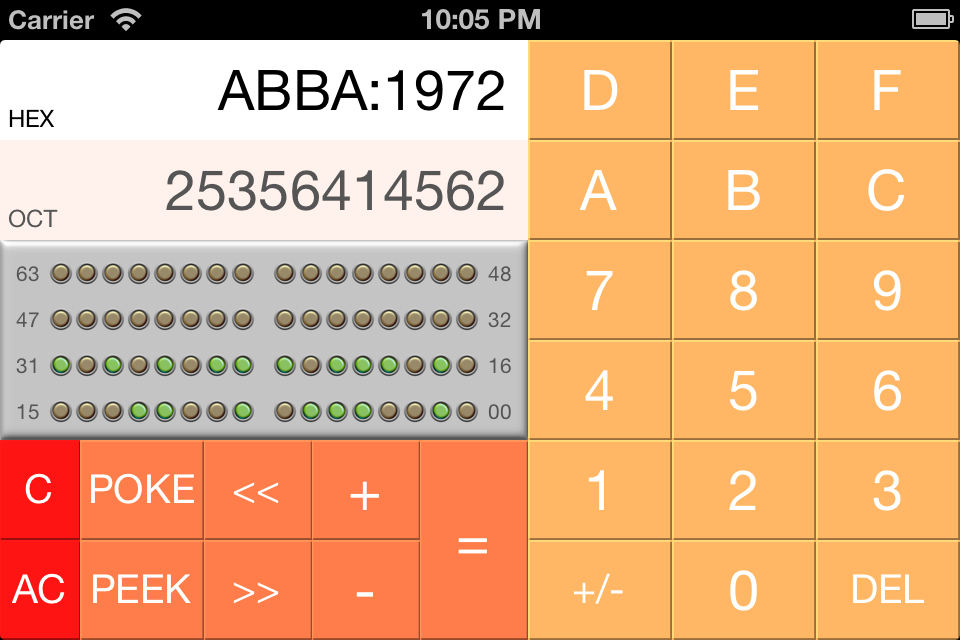 Carrier 10:05 PM
HEX ABBA:1972
OCT 25356414562
63 48
47 32
31 16
15 00
D E F
A B C
7 8 9
4 5 6
1 2 3
+/- 0 DEL
C POKE << +
=
AC PEEK >> -